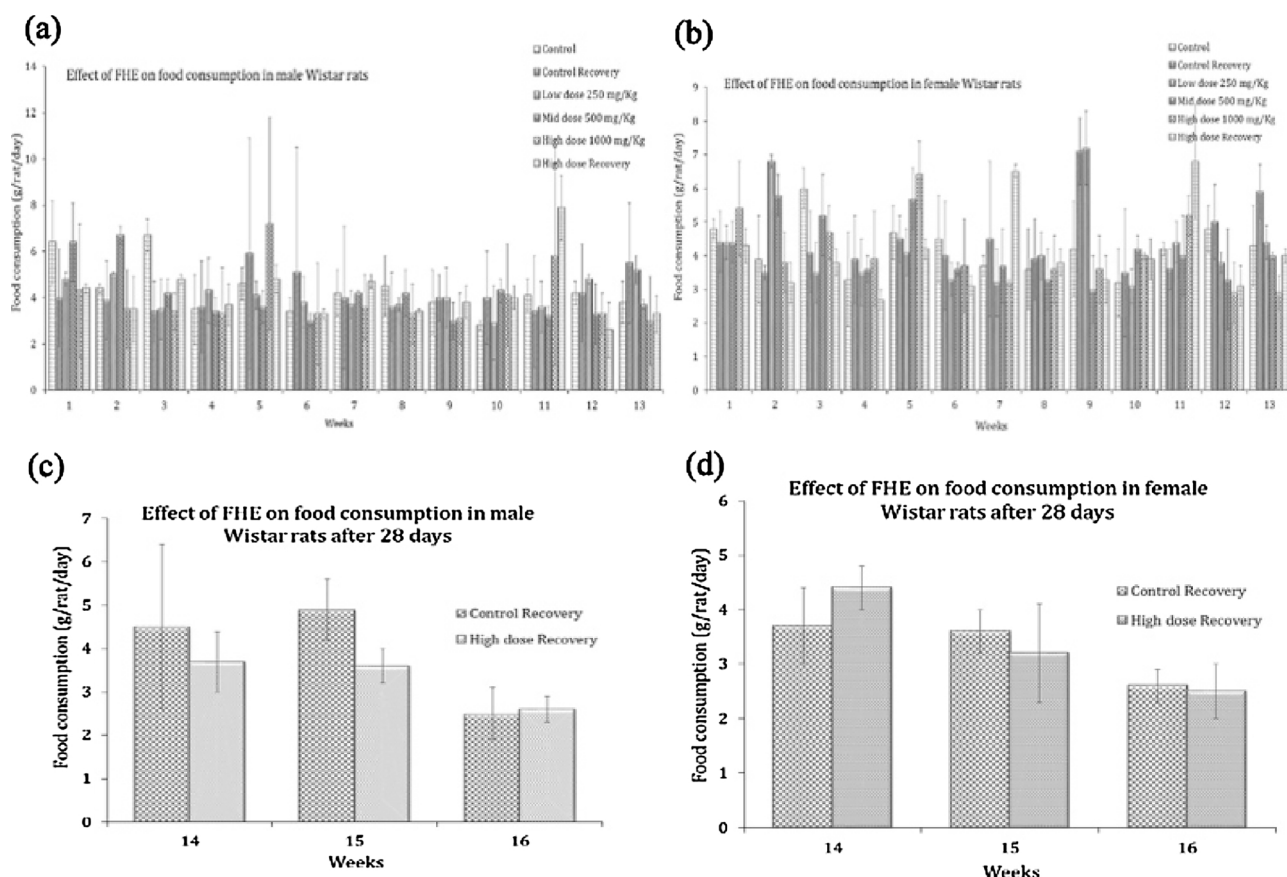 (a)
Effect of FHE on food consumption in male Wistar rats
Control
Control Recovery
Low dose 250 mg/Kg
Mid dose 500 mg/Kg
High dose 1000 mg/Kg
High dose Recovery
Food consumption (g/rat/day)
14
12
10
8
6
4
2
0
1 2 3 4 5 6 7 8 9 10 11 12 13
Weeks
(b)
Effect of FHE on food consumption in female Wistar rats
Control
Control Recovery
Low dose 250 mg/Kg
Mid dose 500 mg/Kg
High dose 1000 mg/Kg
High dose Recovery
Food consumption (g/rat/day)
9
8
7
6
5
4
3
2
1
0
1 2 3 4 5 6 7 8 9 10 11 12 13
Weeks
(c)
Effect of FHE on food consumption in male
Wistar rats after 28 days
Control Recovery
High dose Recovery
Food consumption (g/rat/day)
7
6
5
4
3
2
1
0
14 15 16
Weeks
(d)
Effect of FHE on food consumption in female
Wistar rats after 28 days
Control Recovery
High dose Recovery
Food consumption (g/rat/day)
6
5
4
3
2
1
0
14 15 16
Weeks